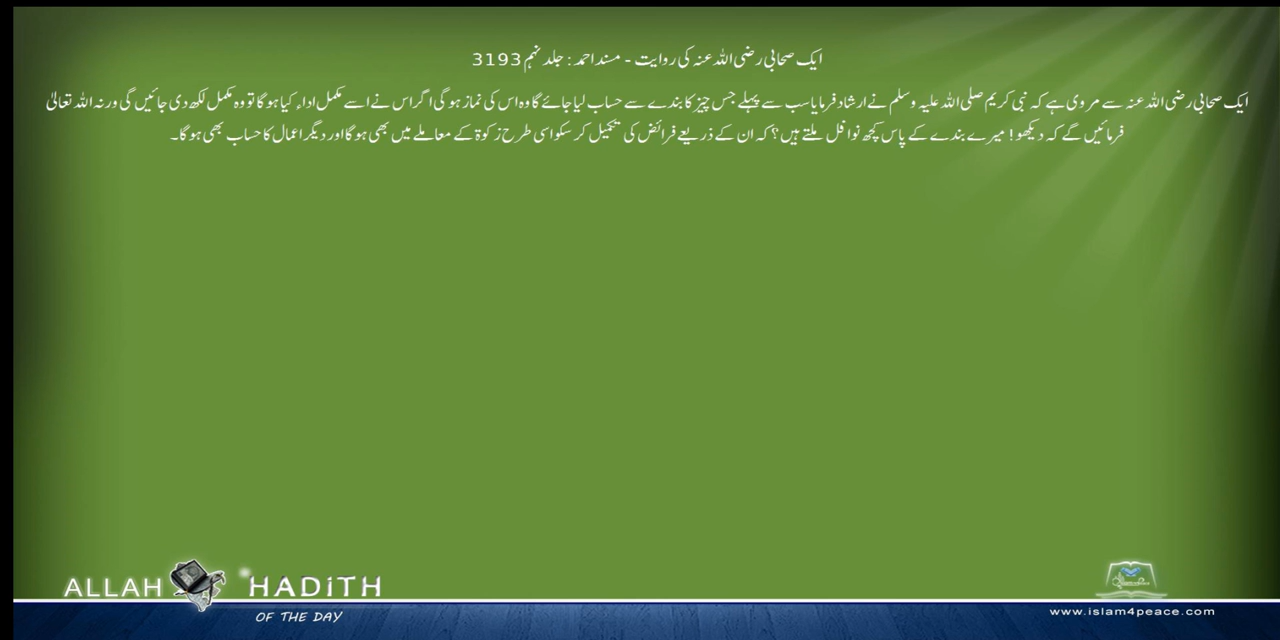 ایک صحابی رضی اللہ عنہ کی روایت - مسند احمد : جلد نہم 3193
ایک صحابی رضی اللہ عنہ سے مروی ہے کہ نبی کریم صلی اللہ علیہ وسلم نے ارشاد فرمایا سب سے پہلے جس چیز کا بندے سے حساب لیا جائے گا وہ اس کی نماز ہوگی اگر اس نے اسے مکمل اداء کیا ہوگا تو وہ مکمل لکھ دی جائیں گی ورنہ اللہ تعالیٰ
فرمائیں گے کہ دیکھو! میرے بندے کے پاس کچھ نوافل ملتے ہیں؟ کہ ان کے ذریعے فرائض کی تکمیل کر سکو اسی طرح زکوۃ کے معاملے میں بھی ہوگا اور دیگر اعمال کا حساب بھی ہوگا۔
ALLAH HADITH
OF THE DAY
www.islam4peace.com